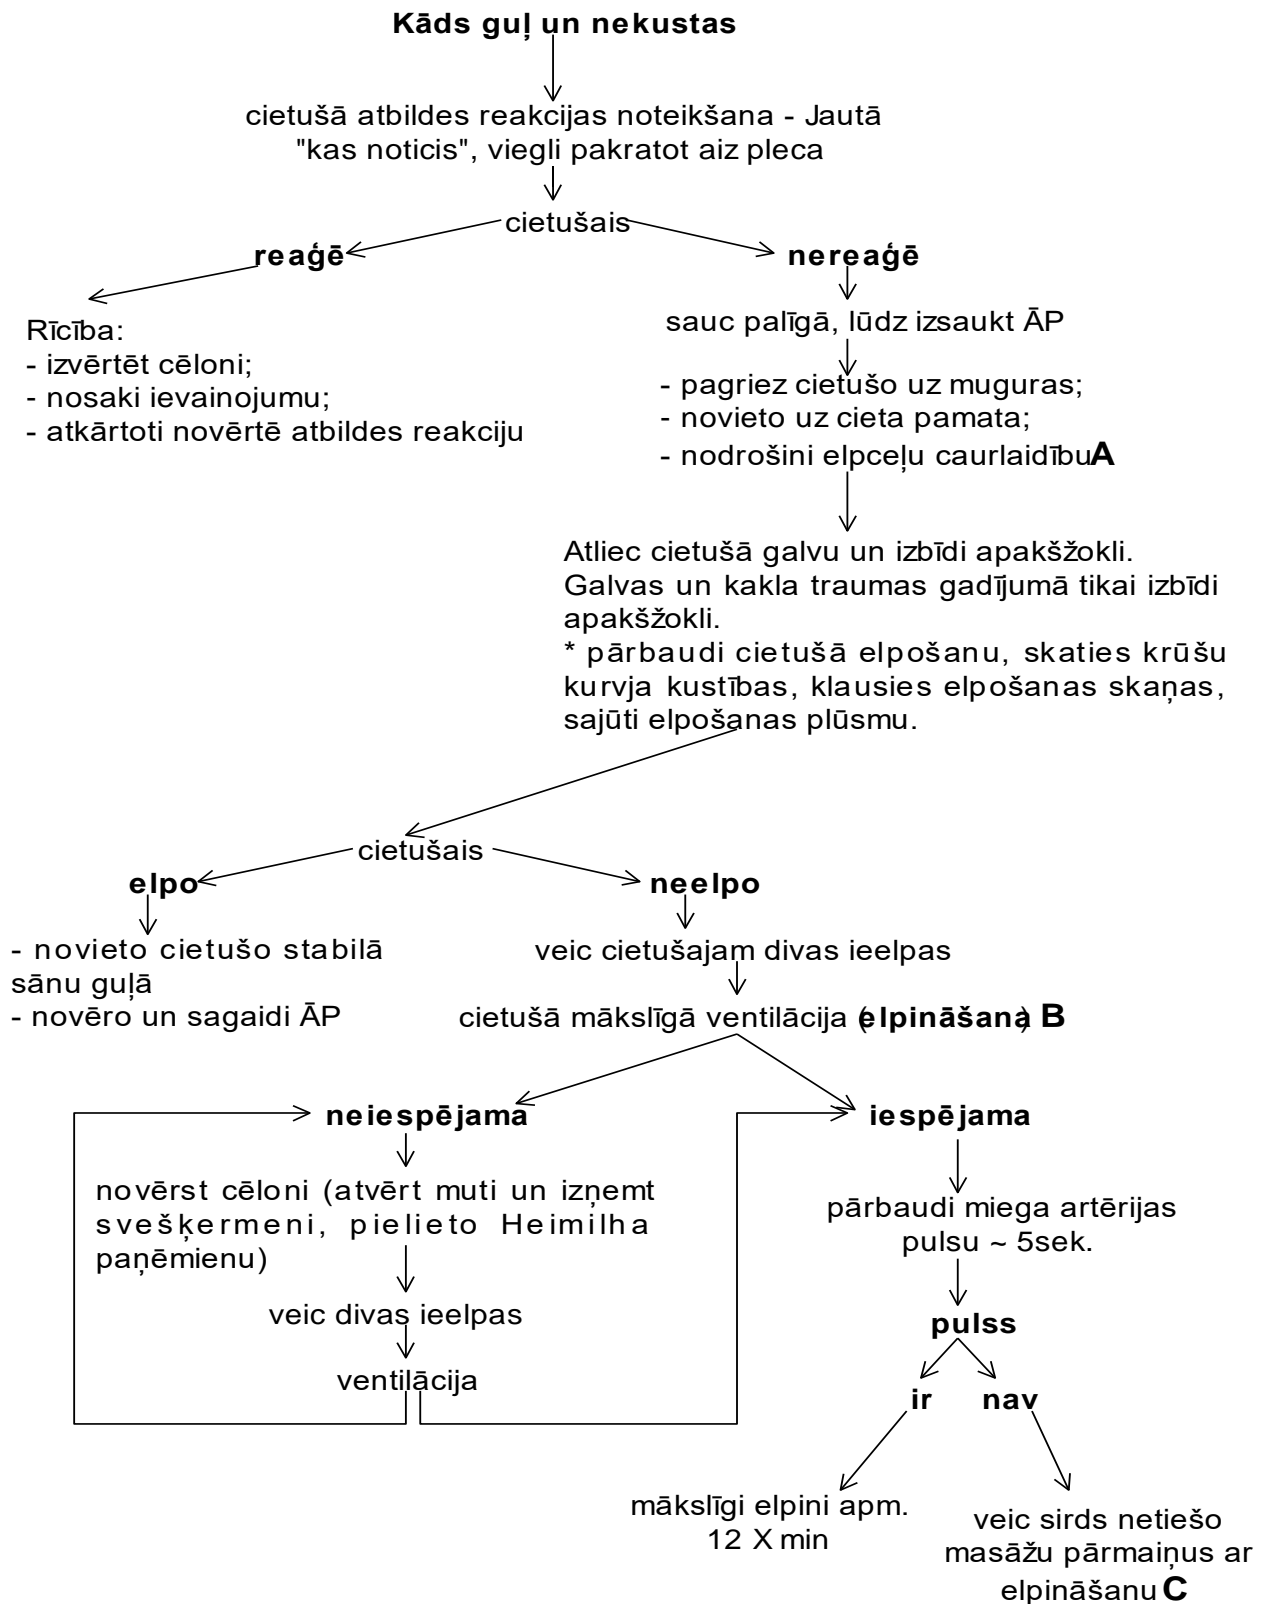 Kāds guļ un nekustas
cietušā atbildes reakcijas noteikšana - Jautā
"kas noticis", viegli pakratot aiz pleca
cietušais
reaģē
nereaģē
Rīcība:
- izvērtēt cēloni;
- nosaki ievainojumu;
- atkārtoti novērtē atbildes reakciju
sauc palīgā, lūdz izsaukt ĀP
- pagriez cietušo uz muguras;
- novieto uz cieta pamata;
- nodrošini elpceļu caurlaidību A
Atliec cietušā galvu un izbīdi apakšžokli.
Galvas un kakla traumas gadījumā tikai izbīdi
apakšžokli.
* pārbaudi cietušā elpošanu, skaties krūšu
kurvja kustības, klausies elpošanas skaņas,
sajūti elpošanas plūsmu.
cietušais
elpo
neelpo
- novieto cietušo stabilā
sānu guļā
- novēro un sagaidi ĀP
veic cietušajam divas ieelpas
cietušā mākslīgā ventilācija (elpināšana) B
neiespējama
iespējama
novērst cēloni (atvērt muti un izņemt
svešķermeni, pielieto Heimilha
paņēmienu)
veic divas ieelpas
ventilācija
pārbaudi miega artērijas
pulsu ~ 5sek.
pulss
ir nav
mākslīgi elpini apm.
12 X min
veic sirds netiešo
masāžu pārmaiņus ar
elpināšanu C